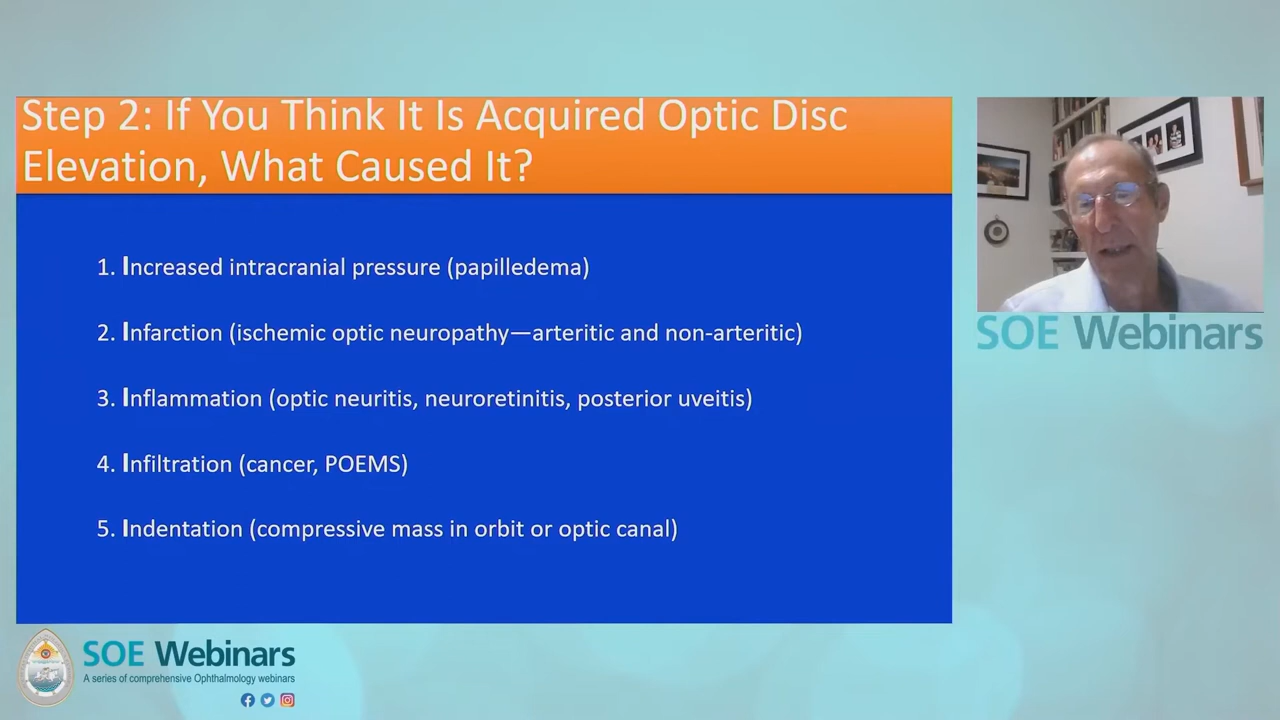 Step 2: If You Think It Is Acquired Optic Disc
Elevation, What Caused It?
1. Increased intracranial pressure (papilledema)
2. Infarction (ischemic optic neuropathy—arteritic and non-arteritic)
3. Inflammation (optic neuritis, neuroretinitis, posterior uveitis)
4. Infiltration (cancer, POEMS)
5. Indentation (compressive mass in orbit or optic canal)
SOE Webinars
SOE Webinars
A series of comprehensive Ophthalmology webinars